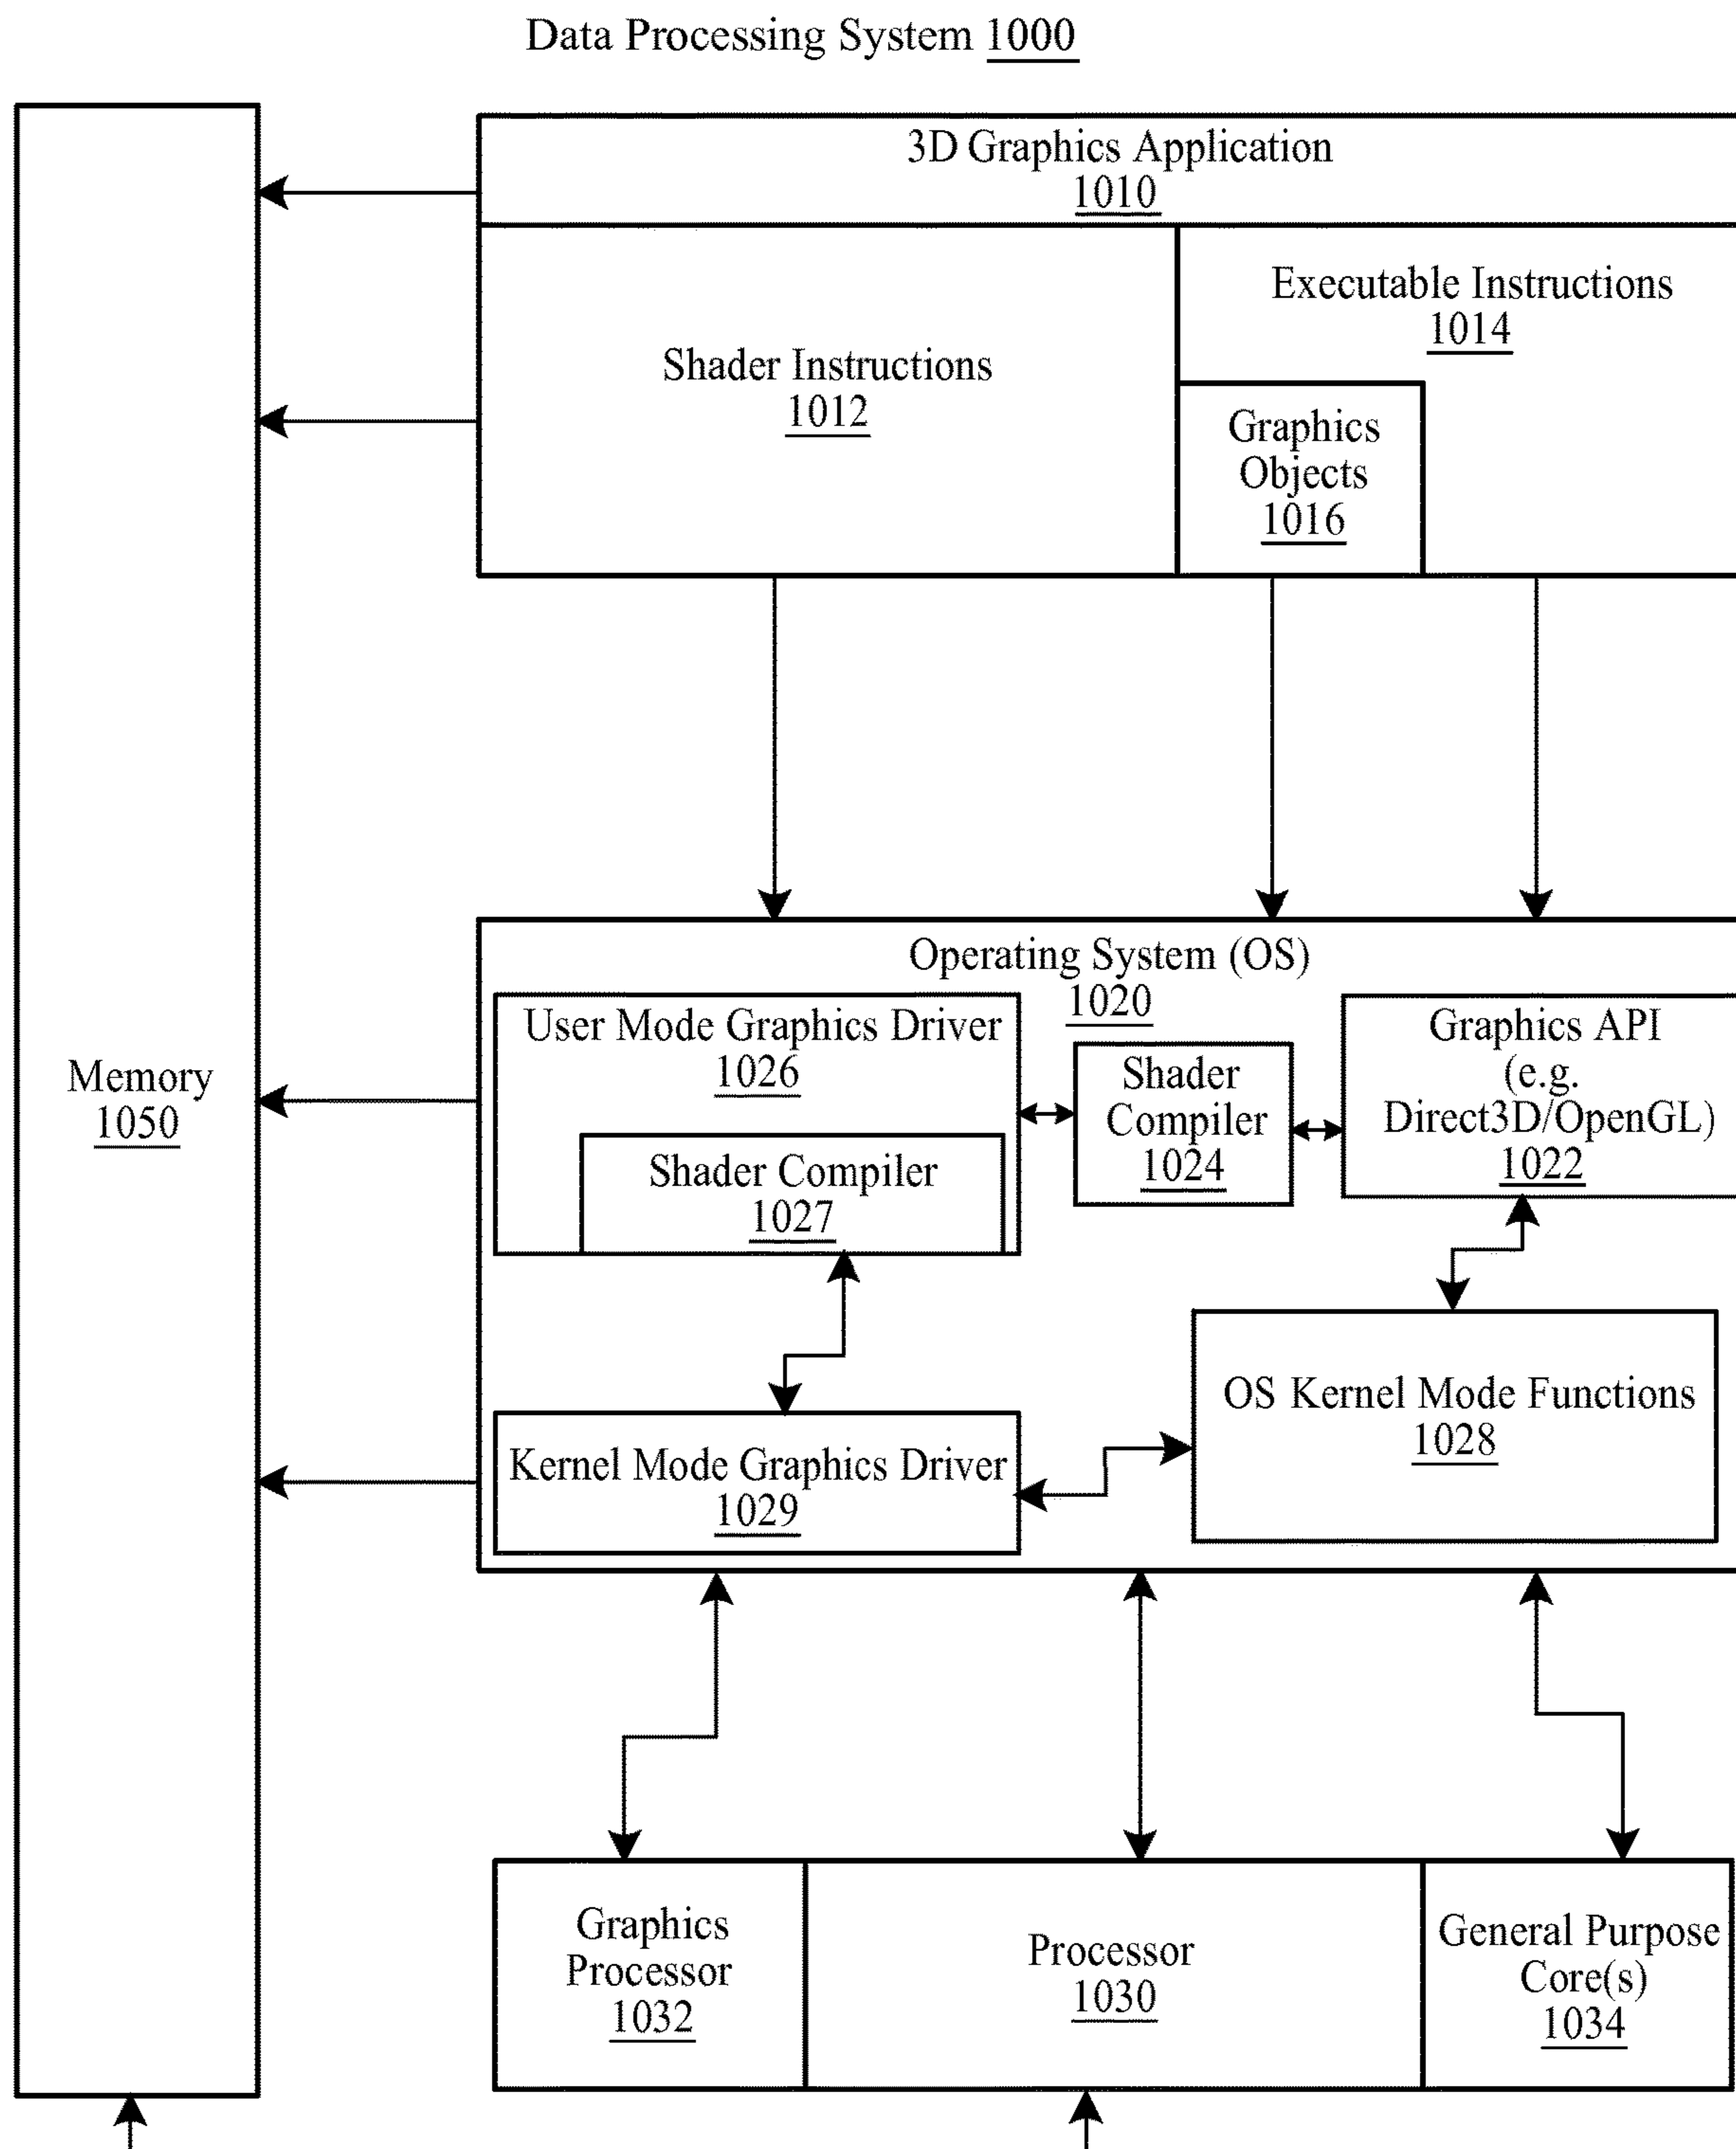 Data Processing System 1000
3D Graphics Application
1010
Shader Instructions
1012
Executable Instructions
1014
Graphics
Objects
1016
Memory
1050
Operating System (OS)
1020
User Mode Graphics Driver
1026
Shader Compiler
1027
Shader
Compiler
1024
Graphics API
(e.g.
Direct3D/OpenGL)
1022
Kernel Mode Graphics Driver
1029
OS Kernel Mode Functions
1028
Graphics
Processor
1032
Processor
1030
General Purpose
Core(s)
1034